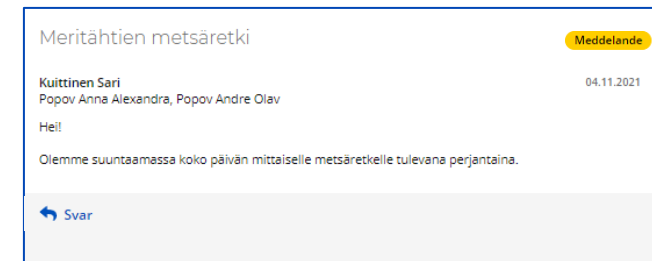 Meritähtien metsäretki
Meddelande
Kuittinen Sari
04.11.2021
Popov Anna Alexandra, Popov Andre Olav
Hei!
Olemme suuntaamassa koko päivän mittaiselle metsäretkelle tulevana perjantaina.
Svar